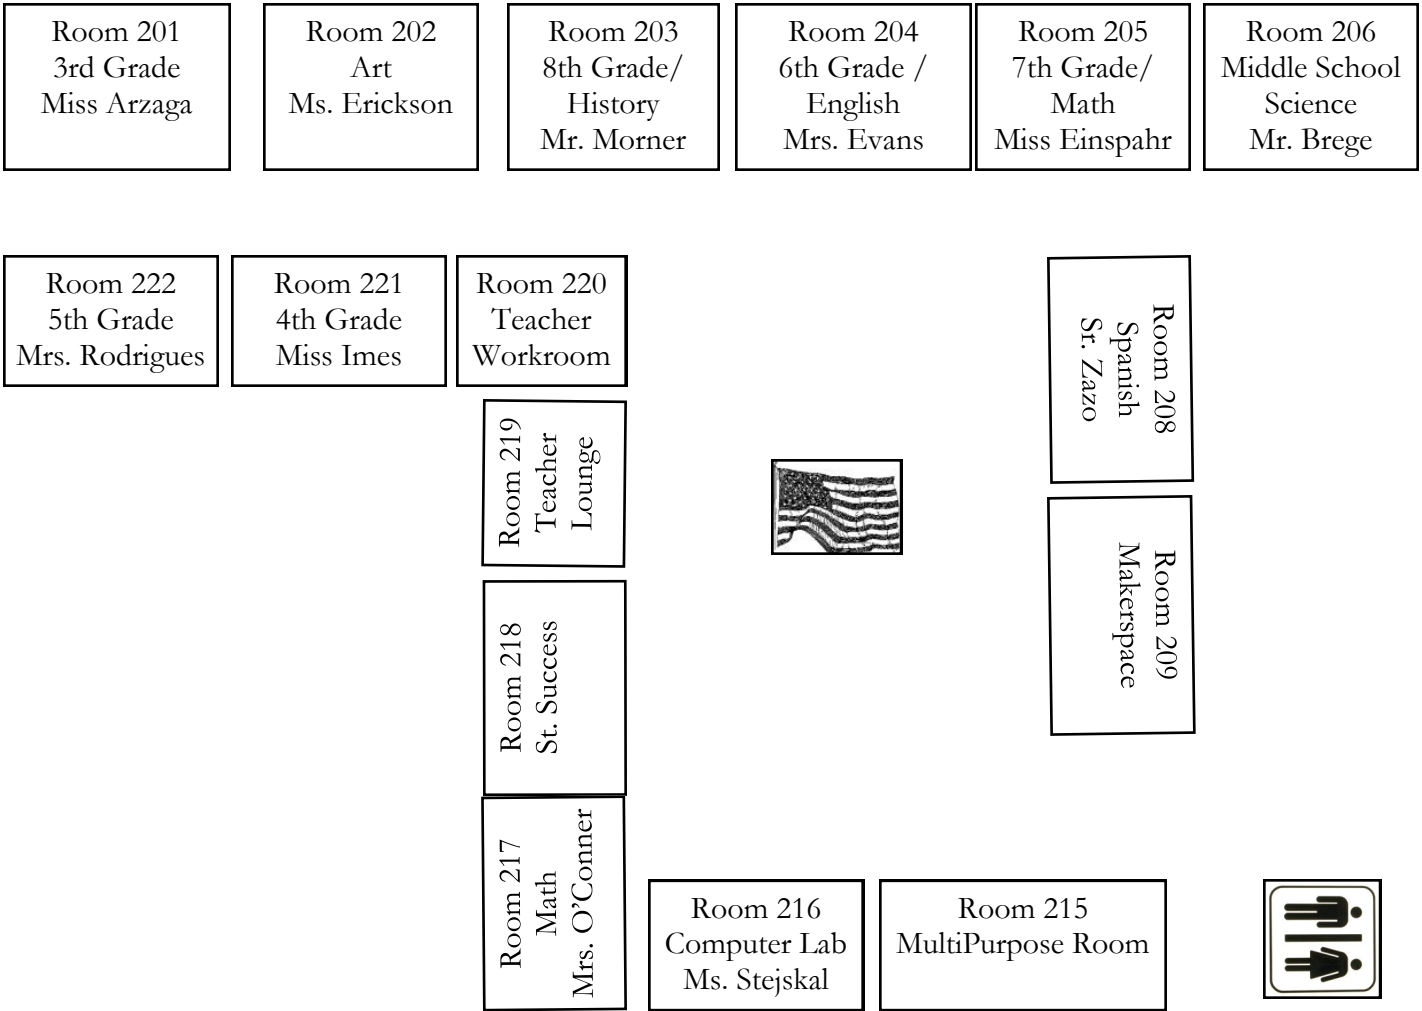 Room 201
3rd Grade
Miss Arzaga
Room 202
Art
Ms. Erickson
Room 203
8th Grade/
History
Mr. Morner
Room 204
6th Grade /
English
Mrs. Evans
Room 205
7th Grade/
Math
Miss Einspahr
Room 206
Middle School
Science
Mr. Brege
Room 222
5th Grade
Mrs. Rodrigues
Room 221
4th Grade
Miss Imes
Room 220
Teacher
Workroom
Room 208
Spanish
Sr. Zazo
Room 219
Teacher
Lounge
Room 209
Makerspace
Room 218
St. Success
Room 217
Math
Mrs. O’Conner
Room 216
Computer Lab
Ms. Stejskal
Room 215
MultiPurpose Room